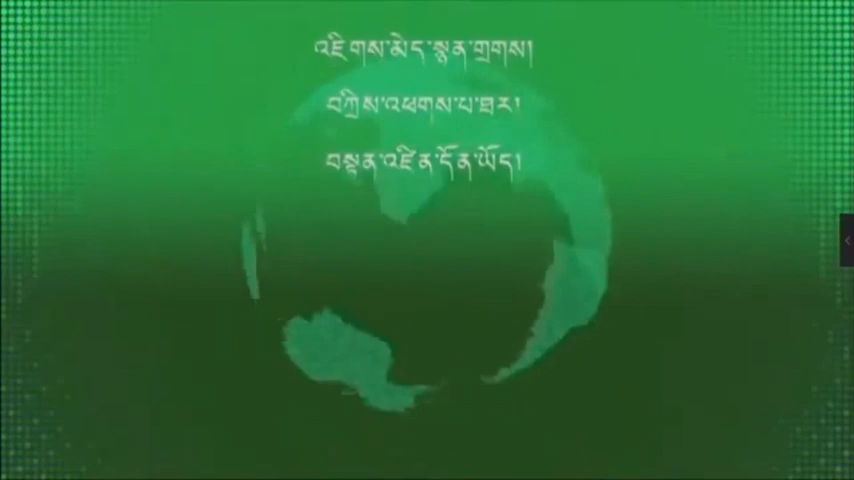 འཇིགས་མེད་སྙན་གྲགས།
བཀྲིས་འཕགས་པ་ཐར།
བསྟན་འཛིན་དོན་ཡོད།